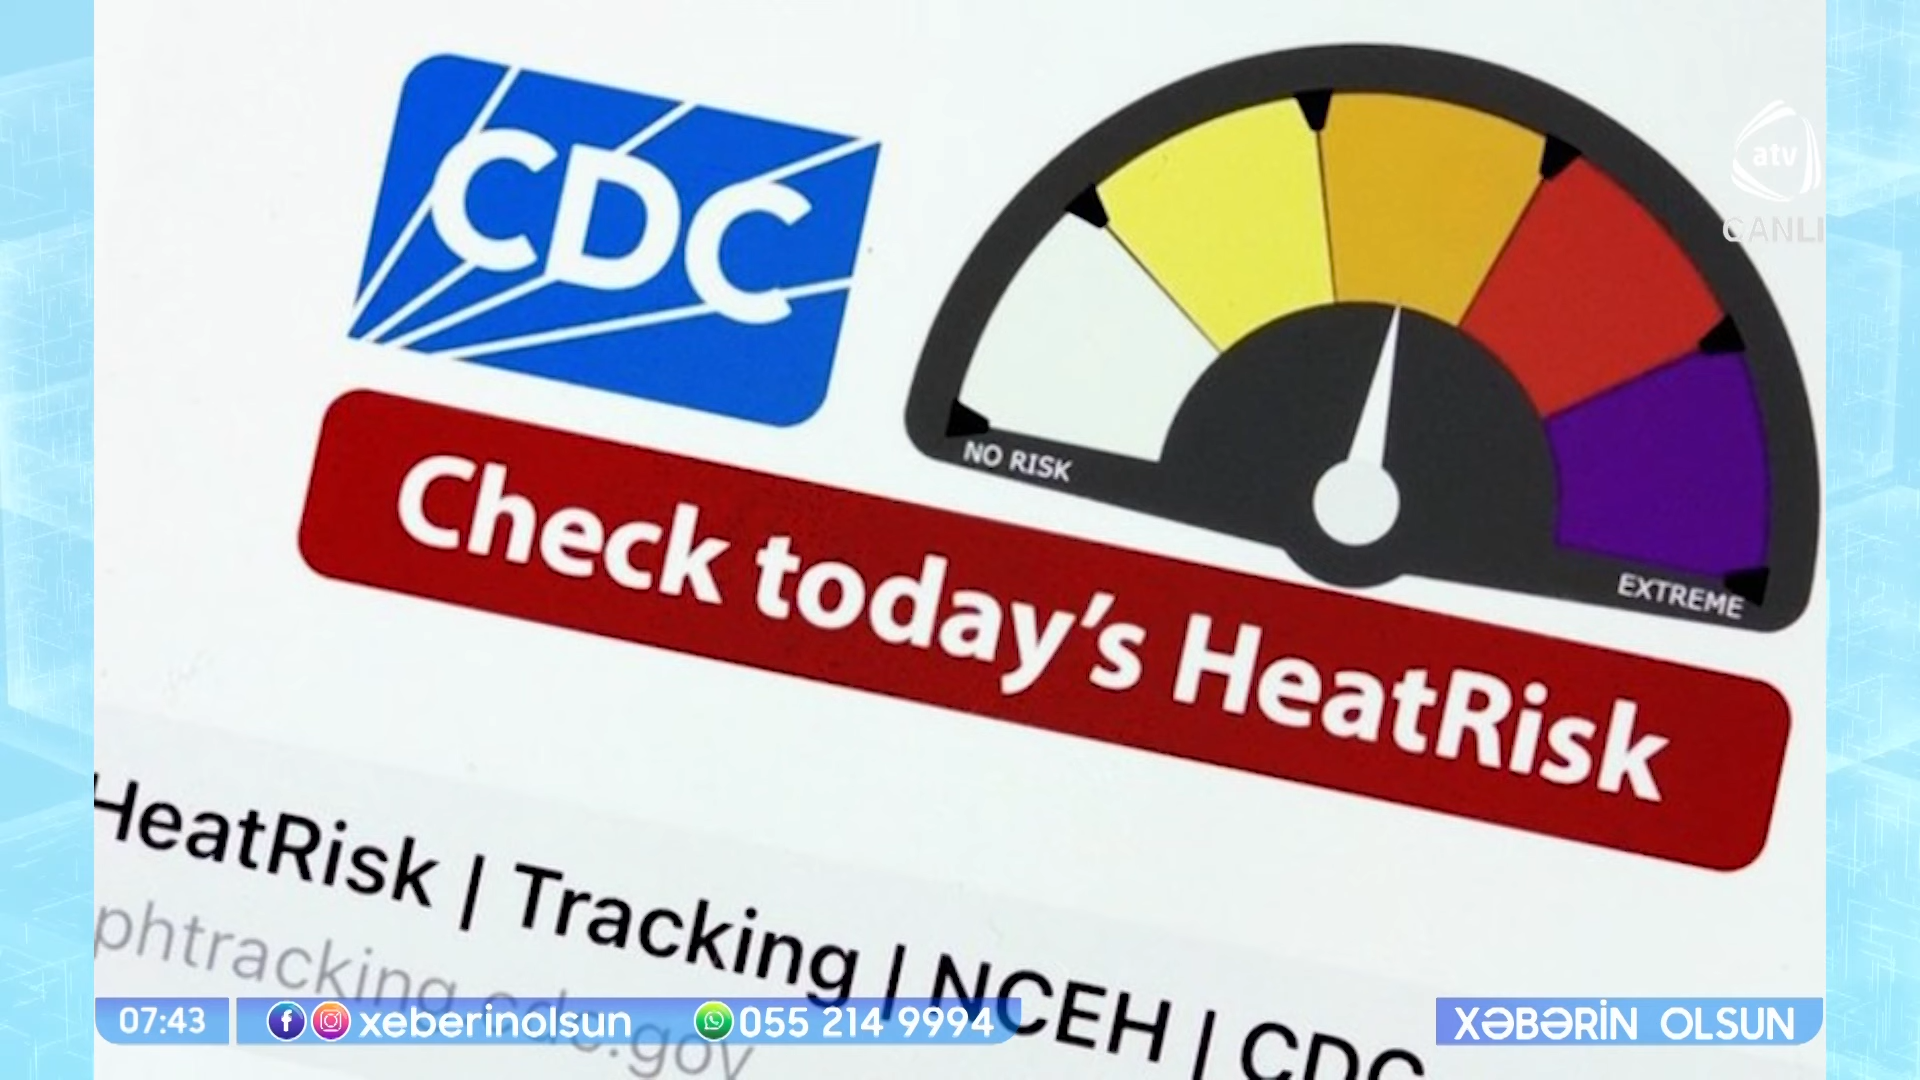 CDC
atv
CANLI
NO RISK
EXTREME
Check today's HeatRisk
HeatRisk | Tracking | NCEH | CDC
phtracking.cdc.gov
07:43
xeberinolsun
055 214 9994
XƏBƏRİN OLSUN